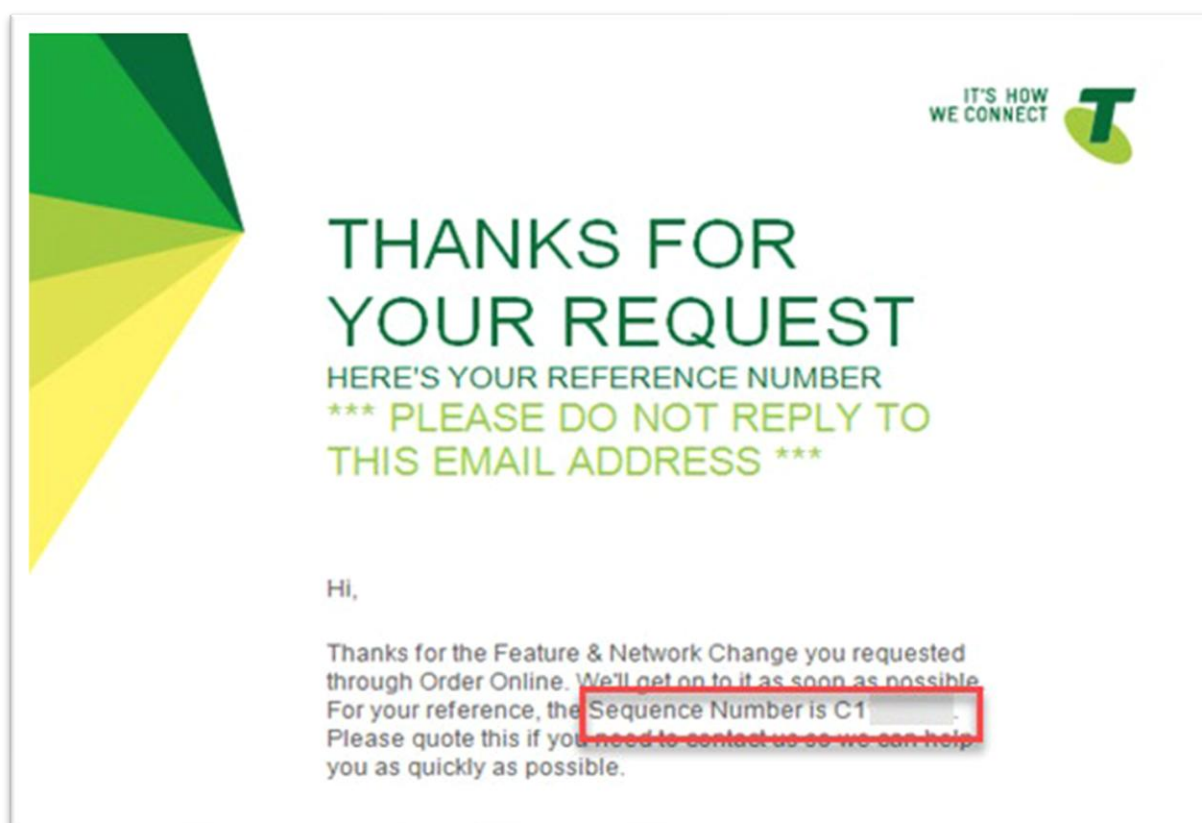 IT'S HOW
WE CONNECT
T
THANKS FOR
YOUR REQUEST
HERE'S YOUR REFERENCE NUMBER
*** PLEASE DO NOT REPLY TO
THIS EMAIL ADDRESS ***
Hi,
Thanks for the Feature & Network Change you requested
through Order Online. We'll get on to it as soon as possible
For your reference, the Sequence Number is C1 .
Please quote this if you need to contact us so we can help
you as quickly as possible.